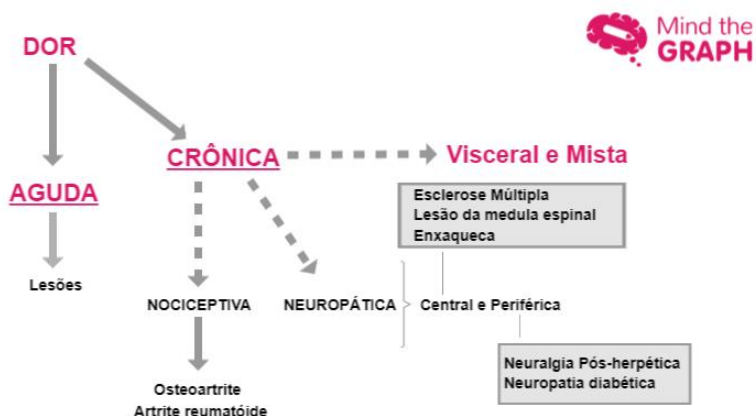 Mind the
GRAPH
DOR
CRÔNICA
Visceral e Mista
AGUDA
Esclerose Múltipla
Lesão da medula espinal
Enxaqueca
Lesões
NOCICEPTIVA
NEUROPÁTICA
Central e Periférica
Neuralgia Pós-herpética
Neuropatia diabética
Osteoartrite
Artrite reumatóide